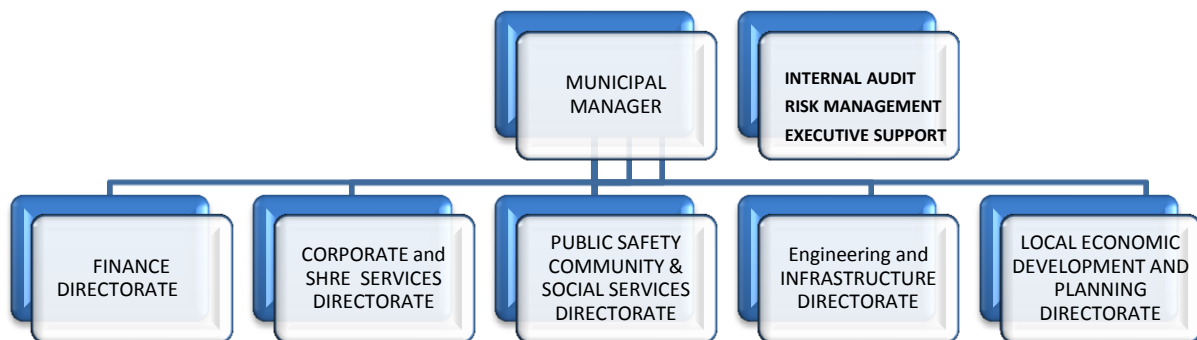 MUNICIPAL
MANAGER
INTERNAL AUDIT
RISK MANAGEMENT
EXECUTIVE SUPPORT
FINANCE
DIRECTORATE
CORPORATE and
SHRE SERVICES
DIRECTORATE
PUBLIC SAFETY
COMMUNITY &
SOCIAL SERVICES
DIRECTORATE
Engineering and
INFRASTRUCTURE
DIRECTORATE
LOCAL ECONOMIC
DEVELOPMENT AND
PLANNING
DIRECTORATE